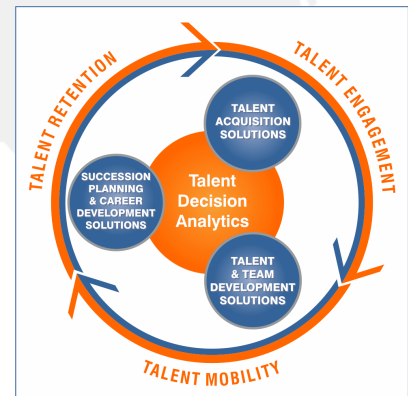 TALENT RETENTION
TALENT ENGAGEMENT
TALENT
ACQUISITION
SOLUTIONS
SUCCESSION
PLANNING
& CAREER
DEVELOPMENT
SOLUTIONS
Talent
Decision
Analytics
TALENT
& TEAM
DEVELOPMENT
SOLUTIONS
TALENT MOBILITY